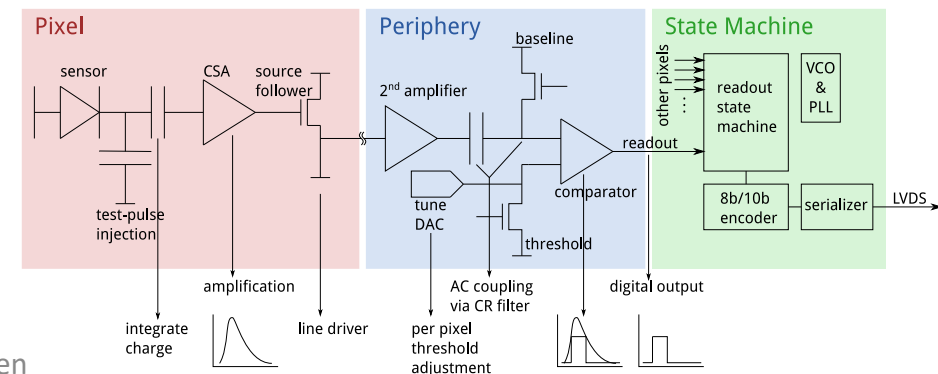 Pixel
Periphery
State Machine
sensor
CSA
source
follower
test-pulse
injection
2nd amplifier
baseline
tune
DAC
threshold
comparator
readout
other pixels
...
readout
state
machine
VCO
&
PLL
8b/10b
encoder
serializer
LVDS
integrate
charge
amplification
line driver
per pixel
threshold
adjustment
AC coupling
via CR filter
digital output
en